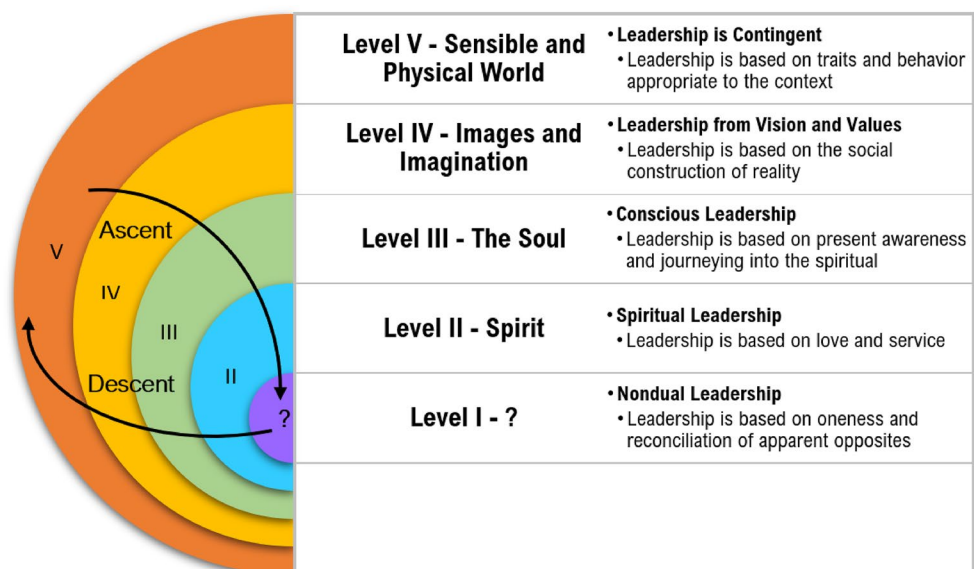 Level V - Sensible and
Physical World
• Leadership is Contingent
• Leadership is based on traits and behavior
appropriate to the context
Level IV - Images and
Imagination
• Leadership from Vision and Values
• Leadership is based on the social
construction of reality
Level III - The Soul
• Conscious Leadership
• Leadership is based on present awareness
and journeying into the spiritual
Level II - Spirit
• Spiritual Leadership
• Leadership is based on love and service
Level I - ?
• Nondual Leadership
• Leadership is based on oneness and
reconciliation of apparent opposites
Ascent
V
IV
III
Descent
II
?